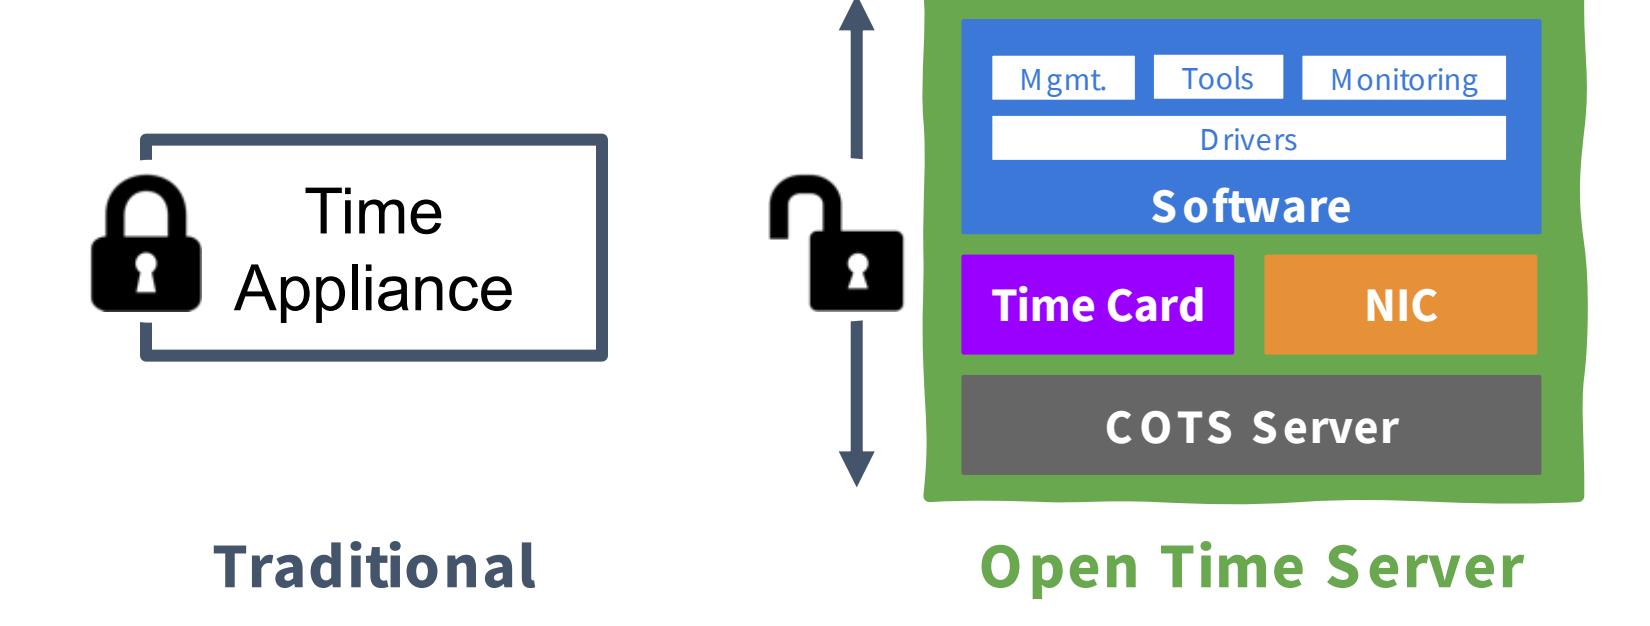 Time
Appliance
Traditional
Mgmt. Tools Monitoring
Drivers
Software
Time Card NIC
COTS Server
Open Time Server